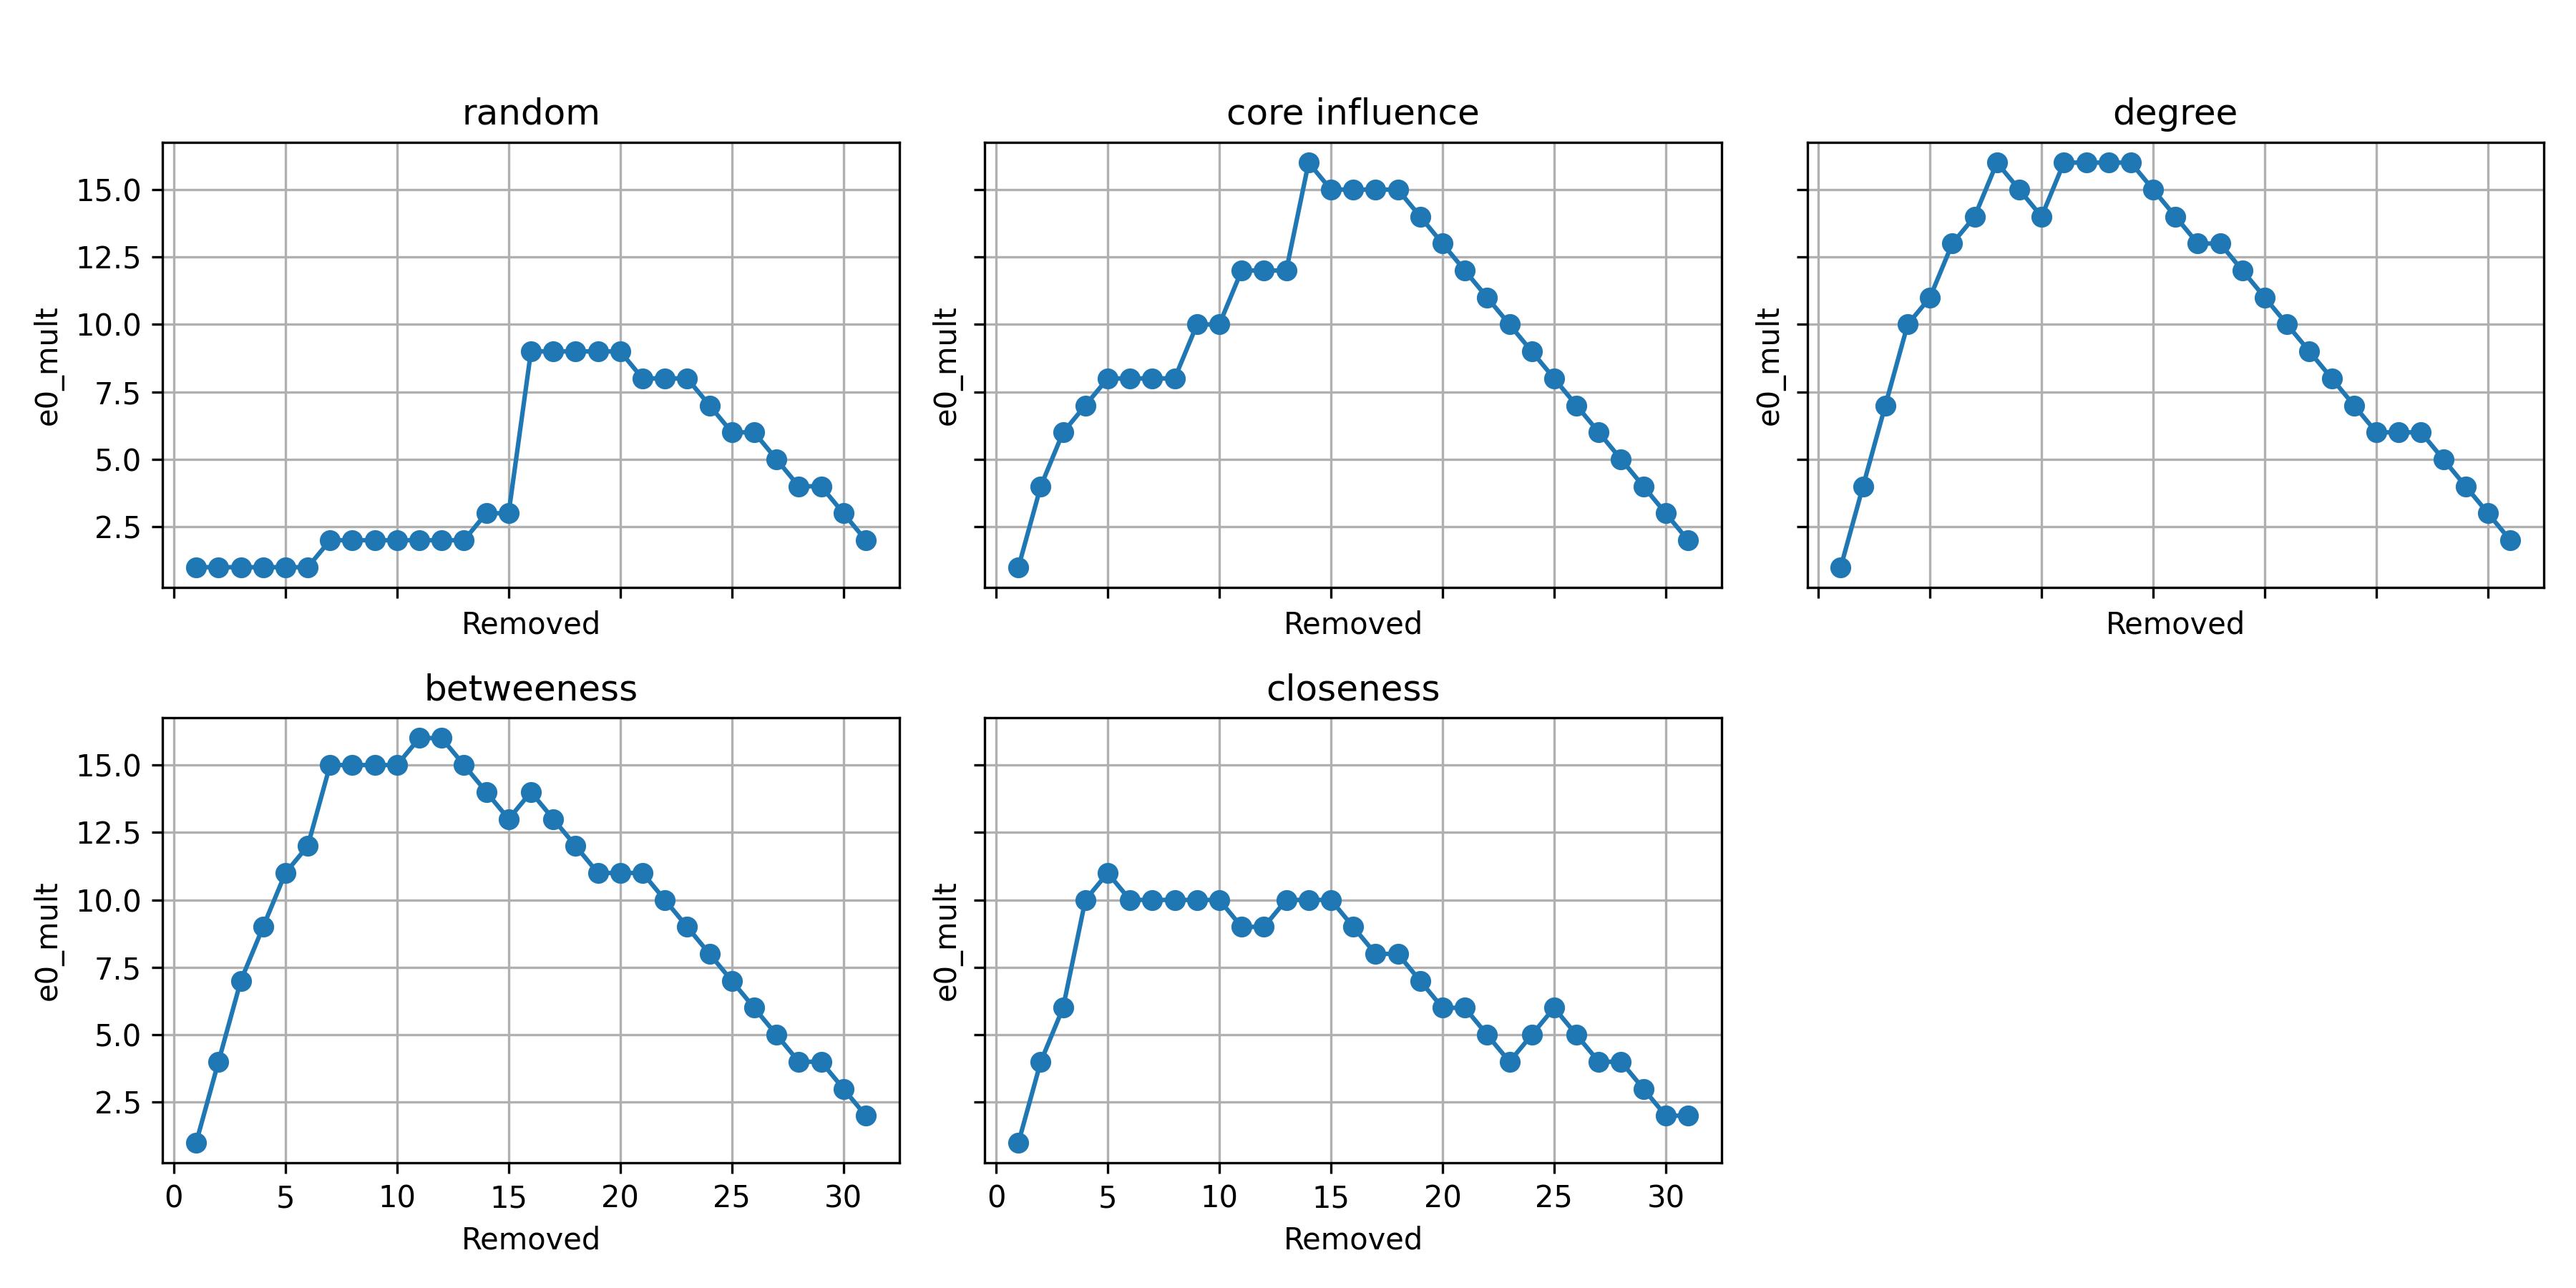 random
core influence
degree
e0_mult
15.0
12.5
10.0
7.5
5.0
2.5
Removed
e0_mult
Removed
e0_mult
Removed
betweeness
closeness
e0_mult
15.0
12.5
10.0
7.5
5.0
2.5
0 5 10 15 20 25 30
Removed
e0_mult
0 5 10 15 20 25 30
Removed